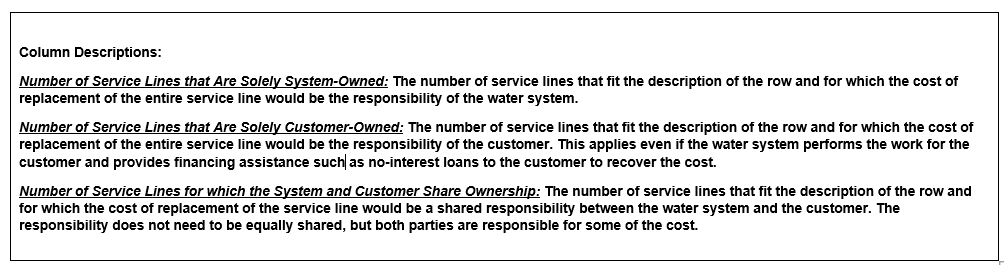 Column Descriptions:
Number of Service Lines that Are Solely System-Owned: The number of service lines that fit the description of the row and for which the cost of
replacement of the entire service line would be the responsibility of the water system.
Number of Service Lines that Are Solely Customer-Owned: The number of service lines that fit the description of the row and for which the cost of
replacement of the entire service line would be the responsibility of the customer. This applies even if the water system performs the work for the
customer and provides financing assistance such as no-interest loans to the customer to recover the cost.
Number of Service Lines for which the System and Customer Share Ownership: The number of service lines that fit the description of the row and
for which the cost of replacement of the service line would be a shared responsibility between the water system and the customer. The
responsibility does not need to be equally shared, but both parties are responsible for some of the cost.